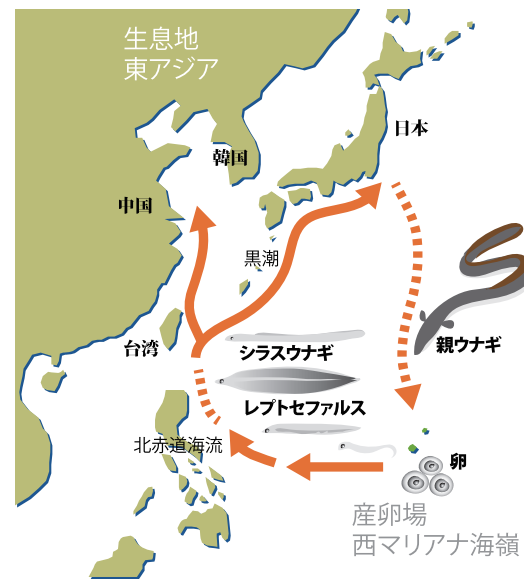 生息地
東アジア
日本
韓国
中国
黒潮
台湾
親ウナギ
シラスウナギ
レプトセファルス
北赤道海流
卵
産卵場
西マリアナ海嶺